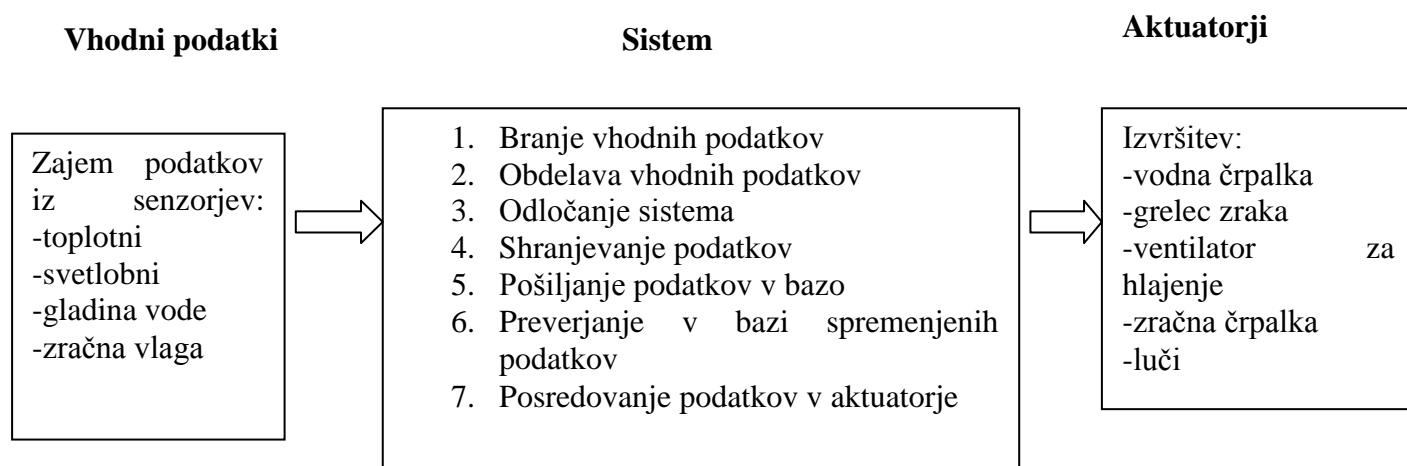 Vhodni podatki
Sistem
Aktuatorji
Zajem podatkov
iz senzorjev:
-toplotni
-svetlobni
-gladina vode
-zračna vlaga
1. Branje vhodnih podatkov
2. Obdelava vhodnih podatkov
3. Odločanje sistema
4. Shranjevanje podatkov
5. Pošiljanje podatkov v bazo
6. Preverjanje v bazi spremenjenih
podatkov
7. Posredovanje podatkov v aktuatorje
Izvršitev:
-vodna črpalka
-grelec zraka
-ventilator za
hlajenje
-zračna črpalka
-luči